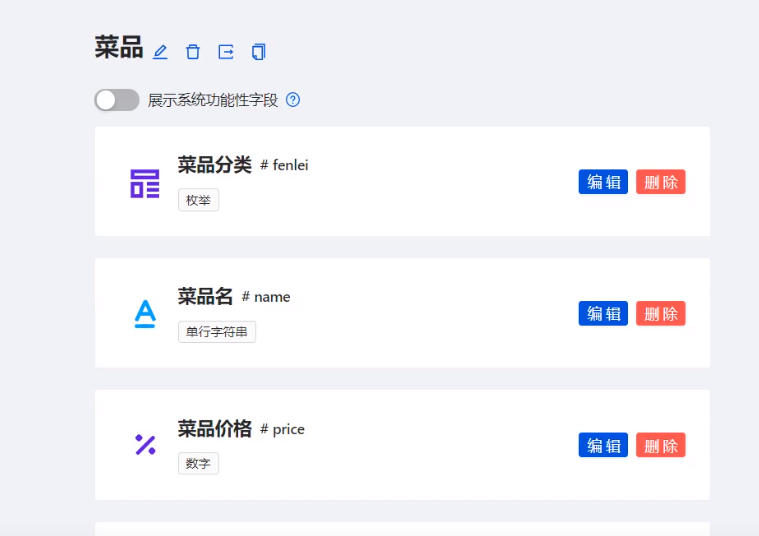 菜品
展示系统功能性字段
菜品分类 # fenlei
枚举
编辑 删除
菜品名 # name
单行字符串
编辑 删除
菜品价格 # price
数字
编辑 删除